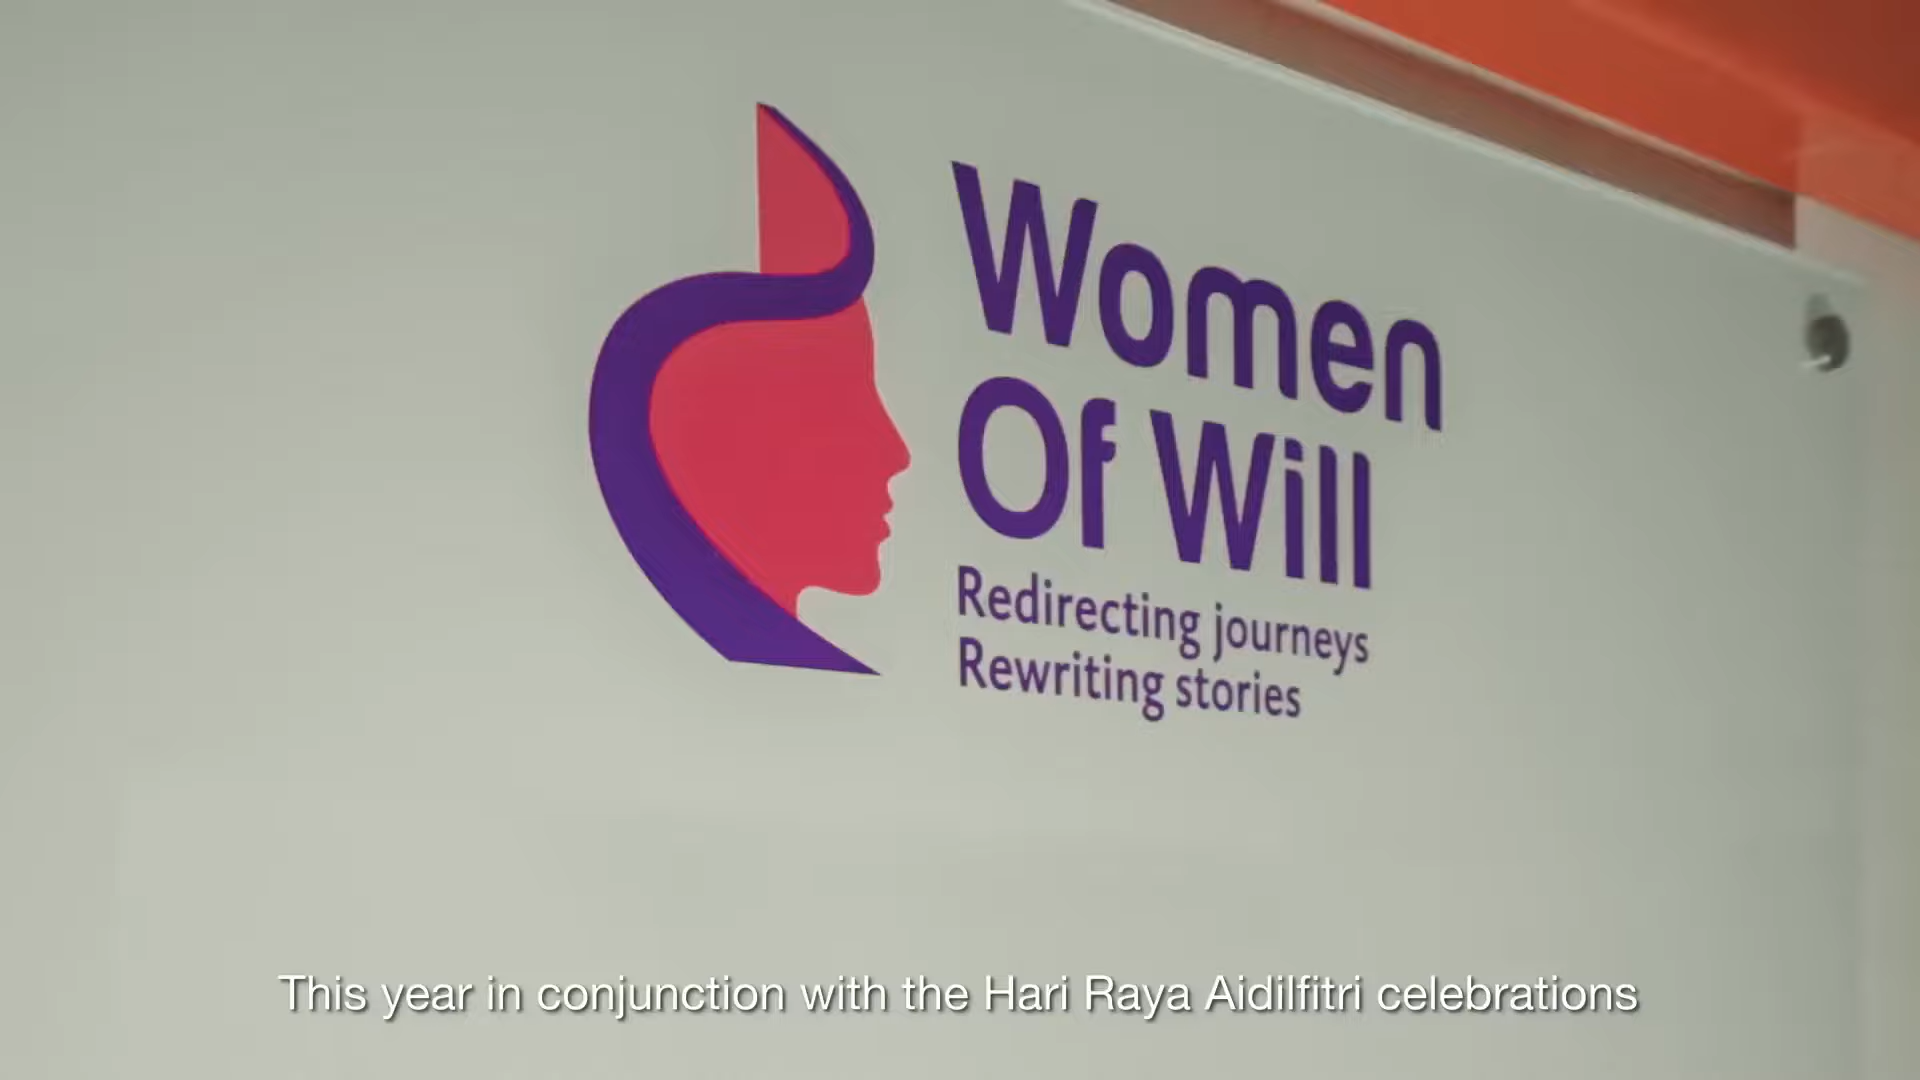 Women
Of Will
Redirecting journeys
Rewriting stories
This year in conjunction with the Hari Raya Aidilfitri celebrations